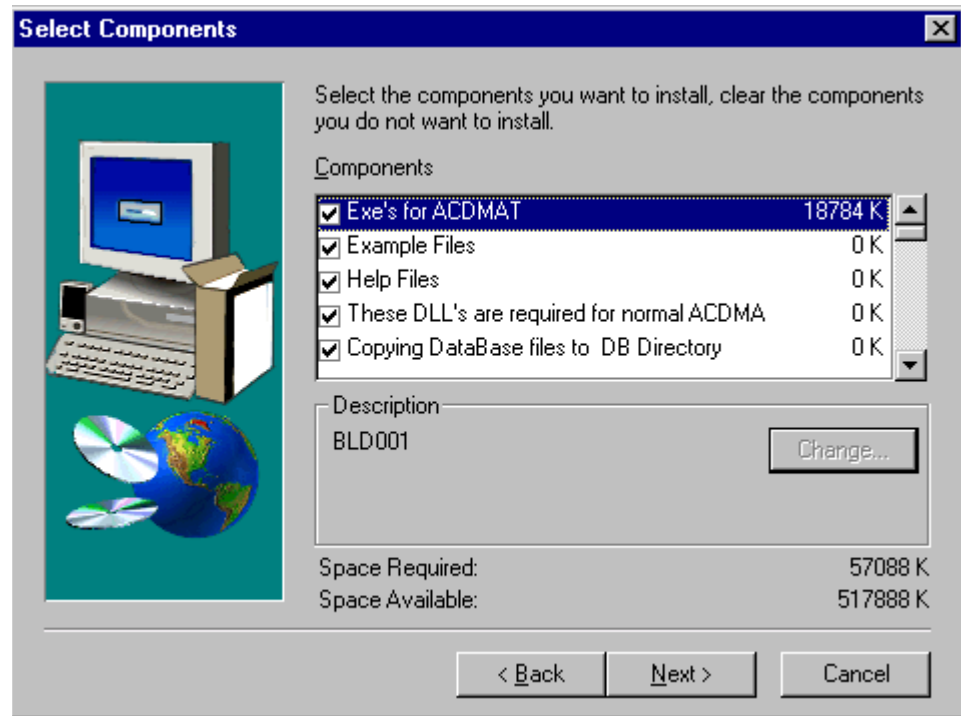 Select Components
Select the components you want to install, clear the components
you do not want to install.
Components
Exe's for ACDMAT 18784 K
Example Files 0 K
Help Files 0 K
These DLL's are required for normal ACDMA 0 K
Copying DataBase files to  DB Directory 0 K
Description
BLD001
Change...
Space Required: 57088 K
Space Available: 517888 K
< Back Next > Cancel